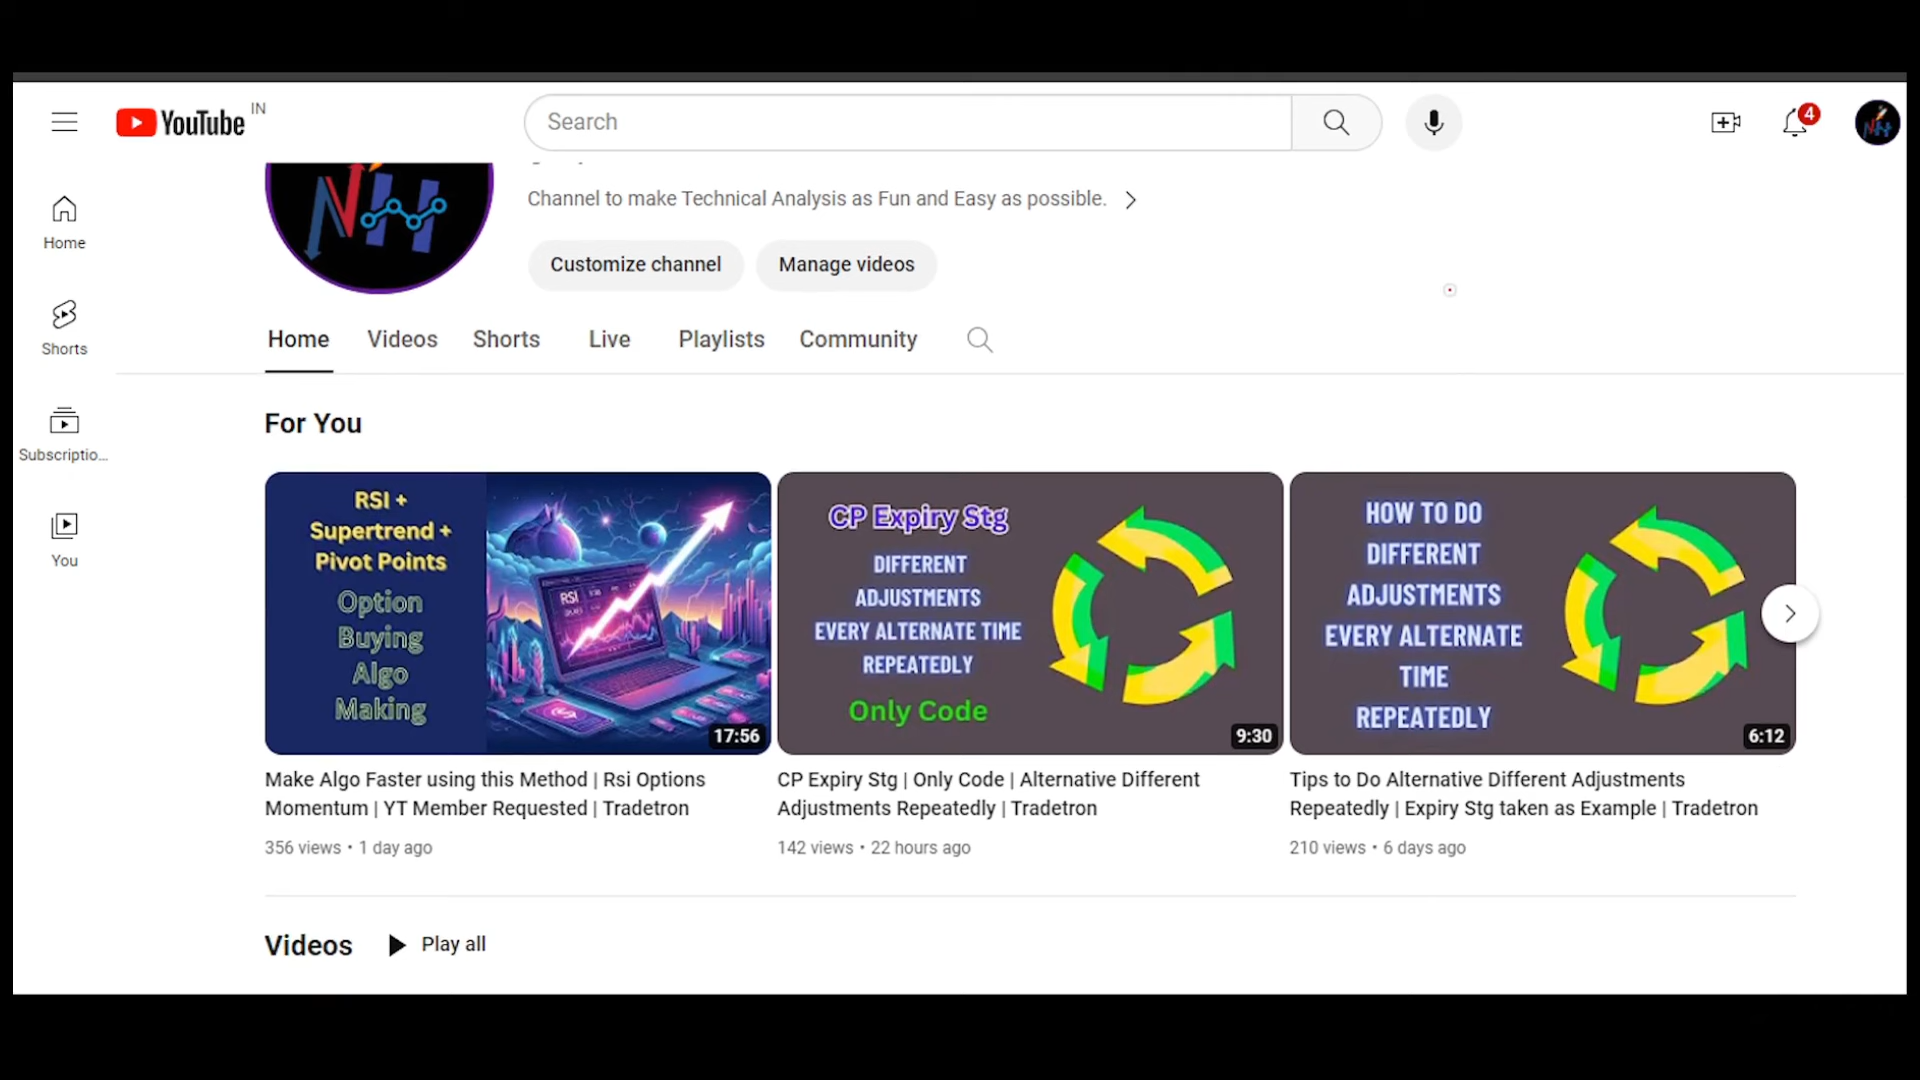 YouTube IN
Search
4
Home
Shorts
Subscriptio...
You
NH
Channel to make Technical Analysis as Fun and Easy as possible.
Customize channel
Manage videos
Home Videos Shorts Live Playlists Community
For You
RSI +
Supertrend +
Pivot Points
Option
Buying
Algo
Making
RSI
17:56
CP Expiry Stg
DIFFERENT
ADJUSTMENTS
EVERY ALTERNATE TIME
REPEATEDLY
Only Code
9:30
HOW TO DO
DIFFERENT
ADJUSTMENTS
EVERY ALTERNATE
TIME
REPEATEDLY
6:12
Make Algo Faster using this Method | Rsi Options
Momentum | YT Member Requested | Tradetron
356 views • 1 day ago
CP Expiry Stg | Only Code | Alternative Different
Adjustments Repeatedly | Tradetron
142 views • 22 hours ago
Tips to Do Alternative Different Adjustments
Repeatedly | Expiry Stg taken as Example | Tradetron
210 views • 6 days ago
Videos
Play all